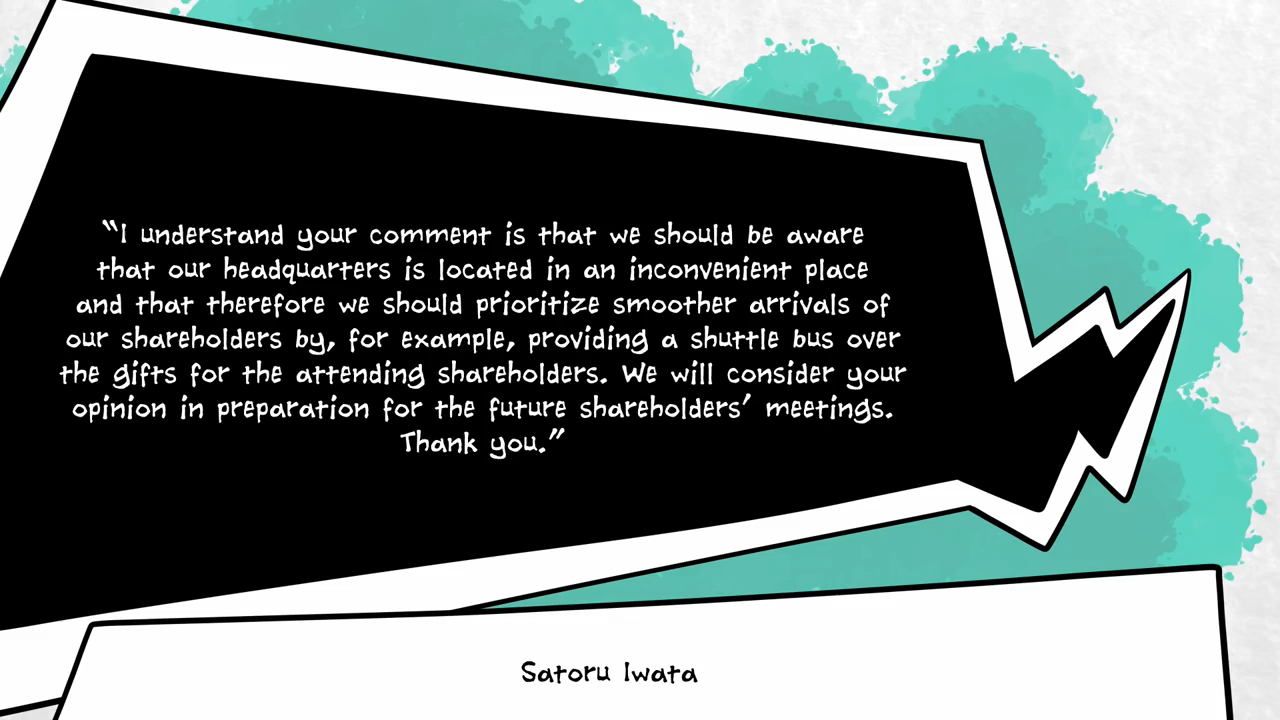 “I understand your comment is that we should be aware
that our headquarters is located in an inconvenient place
and that therefore we should prioritize smoother arrivals of
our shareholders by, for example, providing a shuttle bus over
the gifts for the attending shareholders. We will consider your
opinion in preparation for the future shareholders’ meetings.
Thank you.”
Satoru Iwata